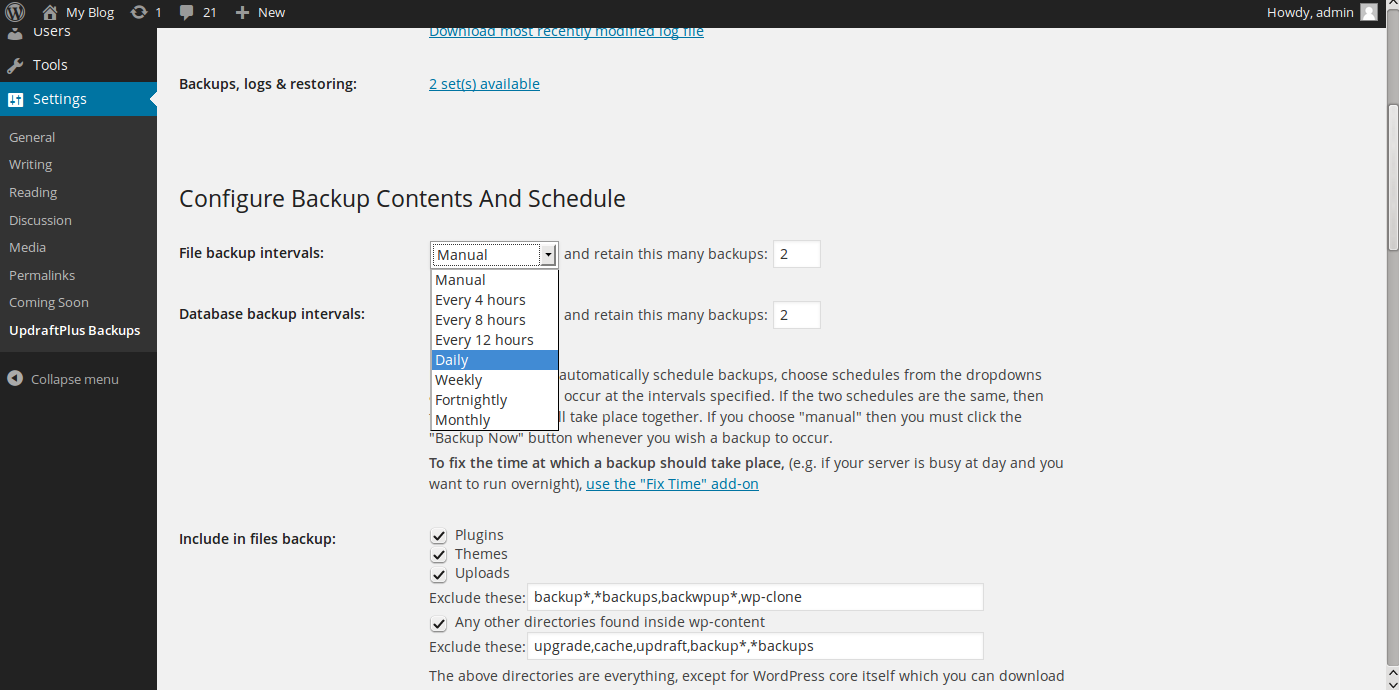 My Blog 1 21 New Howdy, admin
Users
Tools
Settings
General
Writing
Reading
Discussion
Media
Permalinks
Coming Soon
UpdraftPlus Backups
Collapse menu
Download most recently modified log file
Backups, logs & restoring: 2 set(s) available
Configure Backup Contents And Schedule
File backup intervals: Manual and retain this many backups: 2
Manual
Every 4 hours
Every 8 hours
Every 12 hours
Daily
Weekly
Fortnightly
Monthly
Database backup intervals: and retain this many backups: 2
automatically schedule backups, choose schedules from the dropdowns
occur at the intervals specified. If the two schedules are the same, then
take place together. If you choose "manual" then you must click the
"Backup Now" button whenever you wish a backup to occur.
To fix the time at which a backup should take place, (e.g. if your server is busy at day and you
want to run overnight), use the "Fix Time" add-on
Include in files backup: Plugins
Themes
Uploads
Exclude these: backup*,*backups,backwpup*,wp-clone
Any other directories found inside wp-content
Exclude these: upgrade,cache,updraft,backup*,*backups
The above directories are everything, except for WordPress core itself which you can download